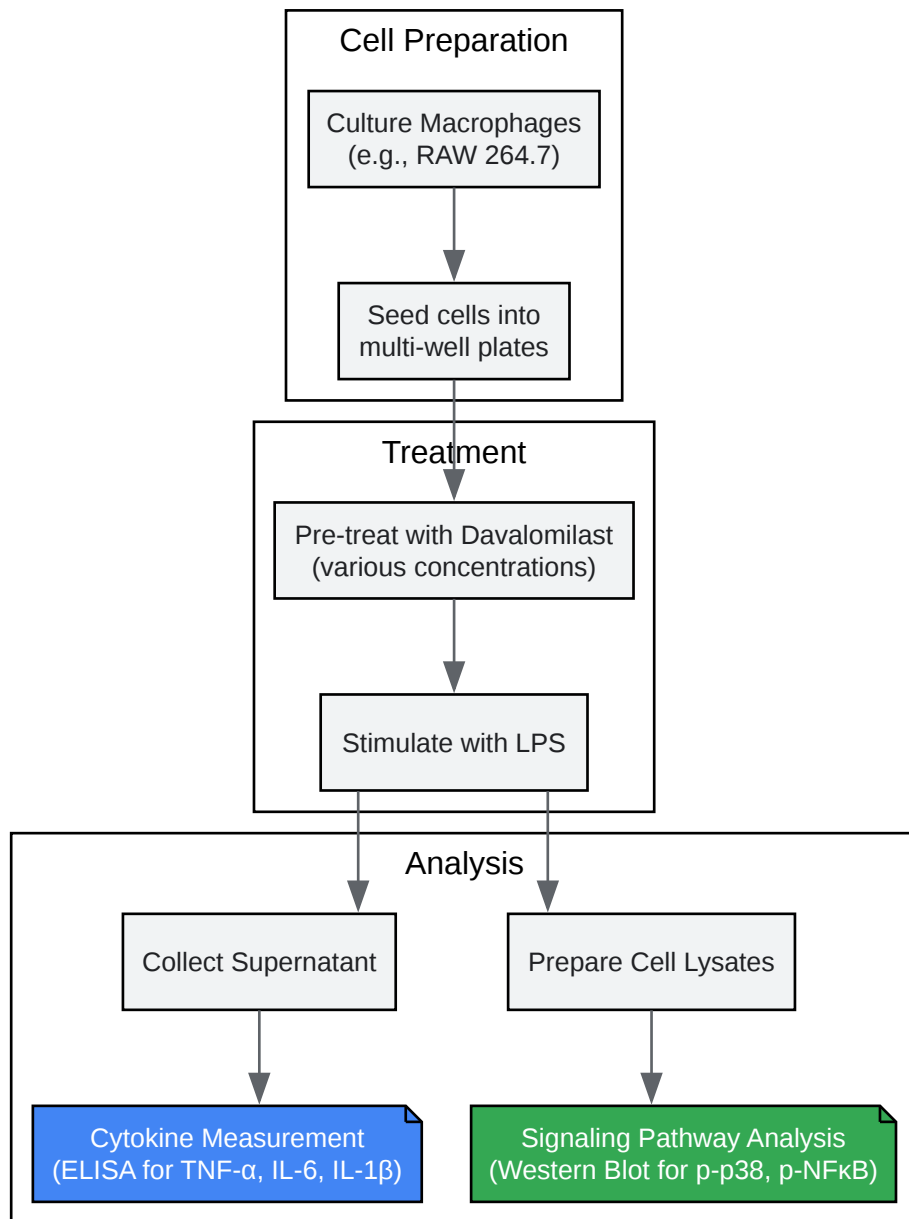 Cell Preparation
Culture Macrophages
(e.g., RAW 264.7)
Seed cells into
multi-well plates
Treatment
Pre-treat with Davalomilast
(various concentrations)
Stimulate with LPS
Analysis
Collect Supernatant
Prepare Cell Lysates
Cytokine Measurement
(ELISA for TNF-α, IL-6, IL-1β)
Signaling Pathway Analysis
(Western Blot for p-p38, p-NFκB)